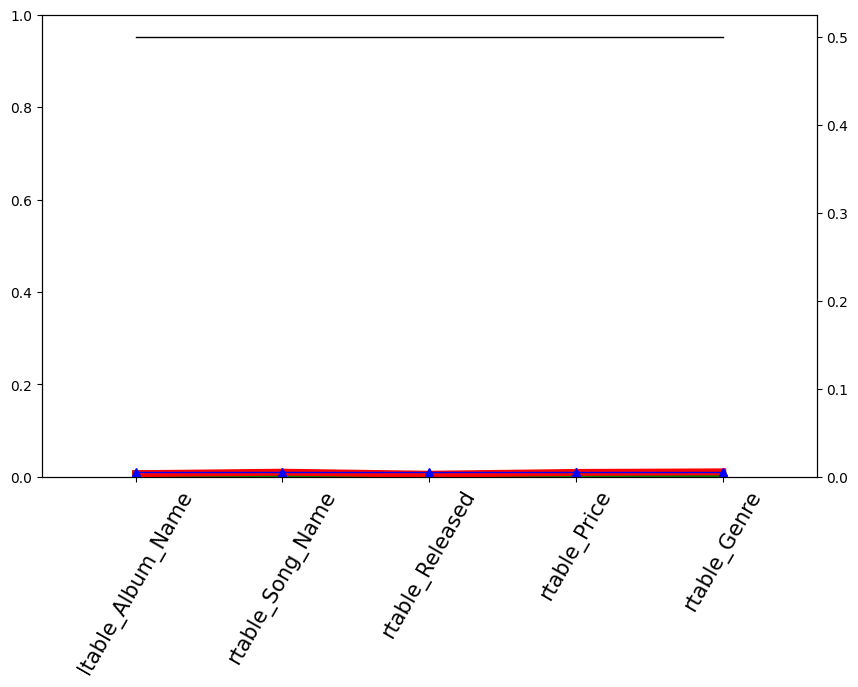 1.0
0.8
0.6
0.4
0.2
0.0
0.5
0.4
0.3
0.2
0.1
0.0
ltable_Album_Name
rtable_Song_Name
rtable_Released
rtable_Price
rtable_Genre